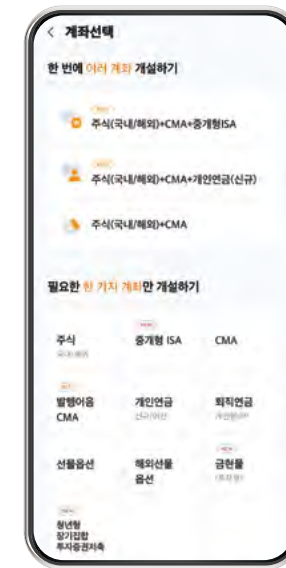 < 계좌선택
한 번에 여러 계좌 개설하기
주식(국내/해외)+CMA+중개형ISA
주식(국내/해외)+CMA+개인연금(신규)
주식(국내/해외)+CMA
필요한 한 가지 계좌만 개설하기
주식 중개형 ISA CMA
국내/해외
발행어음 개인연금 퇴직연금
CMA 신규/이전
선물옵션 해외선물 금현물
옵션
청년형
장기집합
투자증권저축